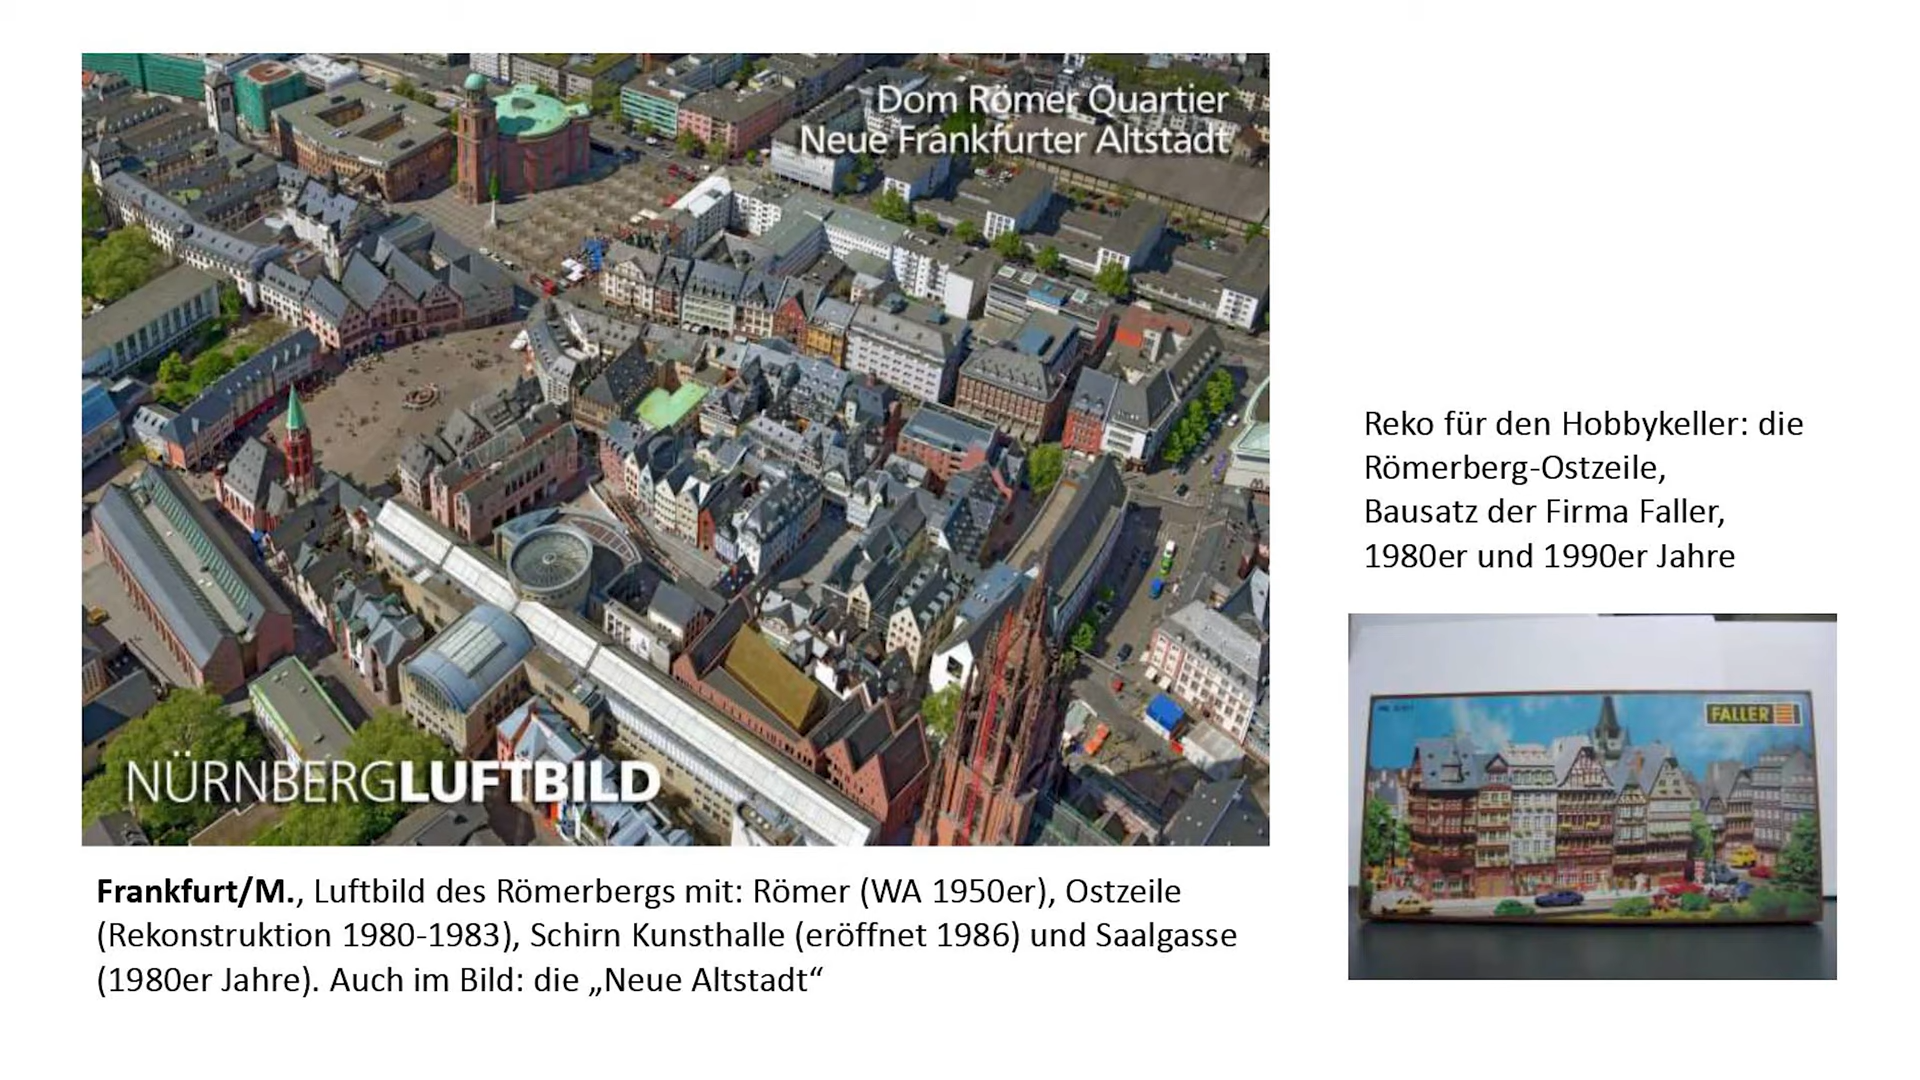 Dom Römer Quartier
Neue Frankfurter Altstadt
NÜRNBERGLUFTBILD
Frankfurt/M., Luftbild des Römerbergs mit: Römer (WA 1950er), Ostzeile
(Rekonstruktion 1980-1983), Schirn Kunsthalle (eröffnet 1986) und Saalgasse
(1980er Jahre). Auch im Bild: die „Neue Altstadt“
Reko für den Hobbykeller: die
Römerberg-Ostzeile,
Bausatz der Firma Faller,
1980er und 1990er Jahre
FALLER